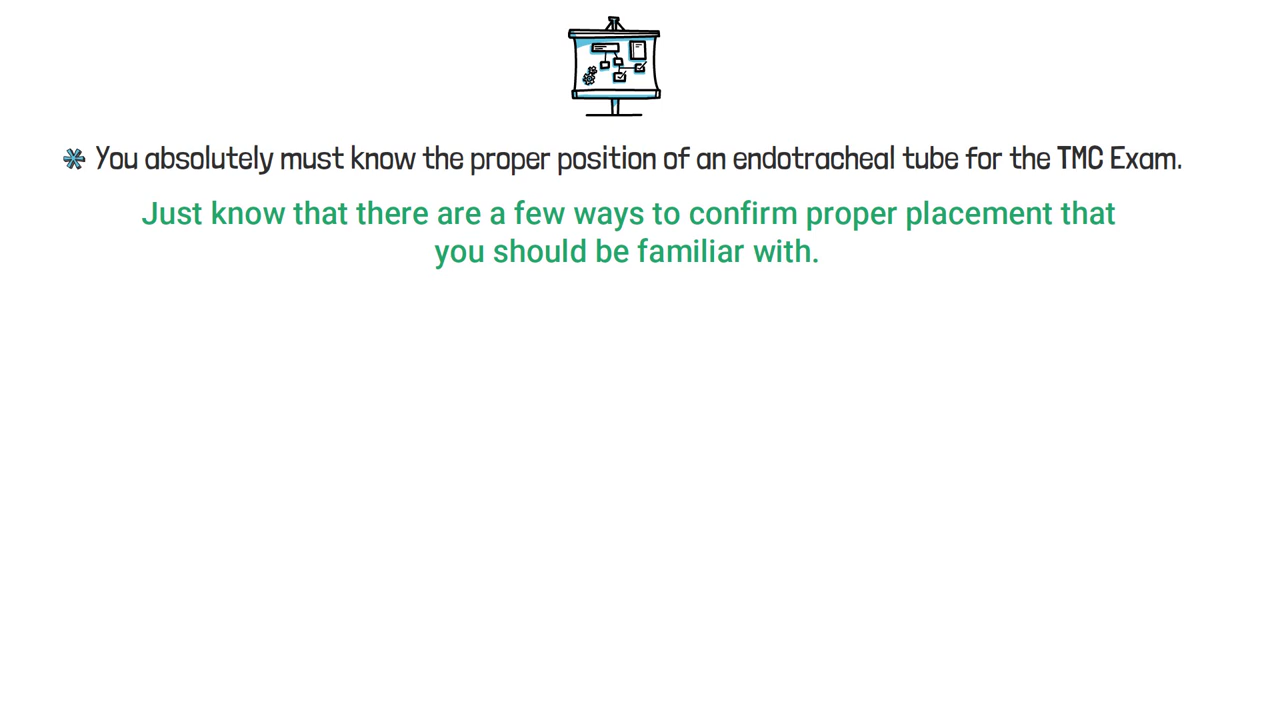 * You absolutely must know the proper position of an endotracheal tube for the TMC Exam.
Just know that there are a few ways to confirm proper placement that
you should be familiar with.